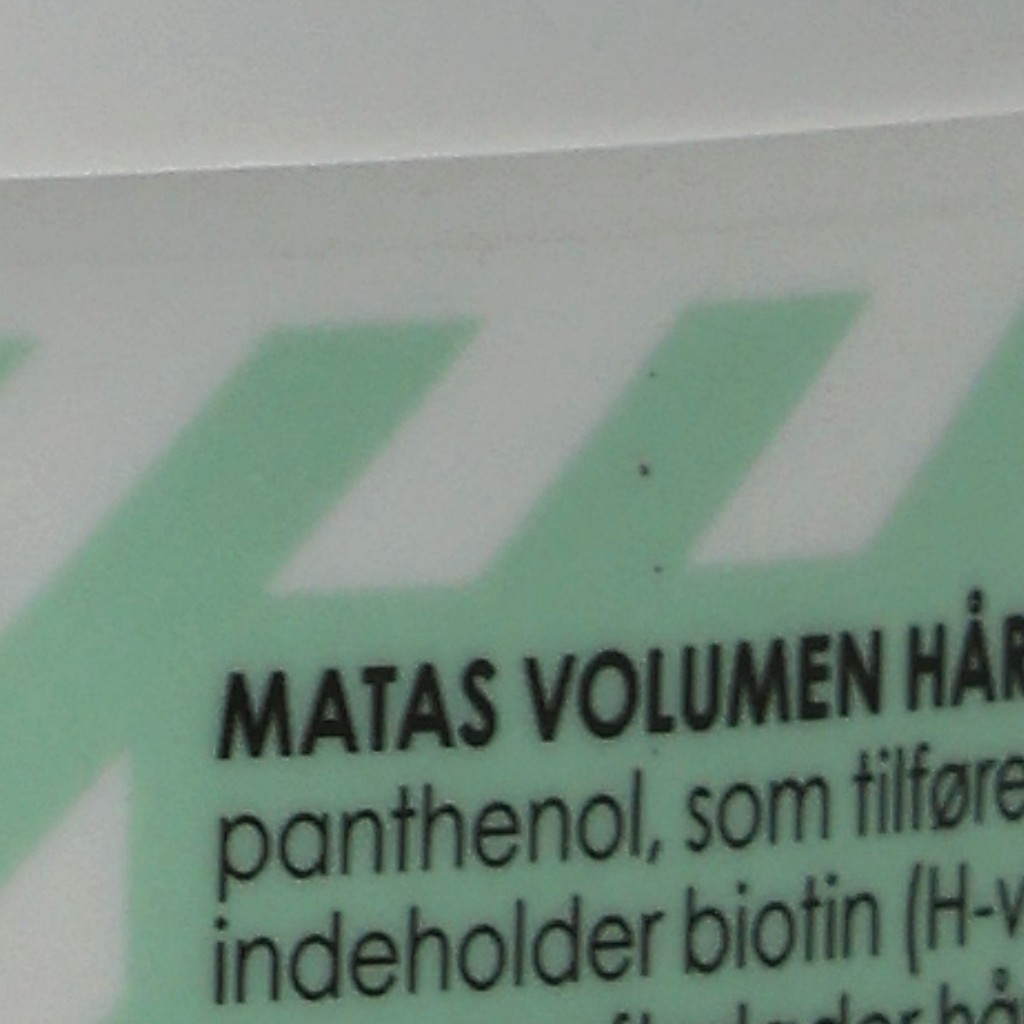 MATAS VOLUMEN HÅR
panthenol, som tilføre
indeholder biotin (H-v